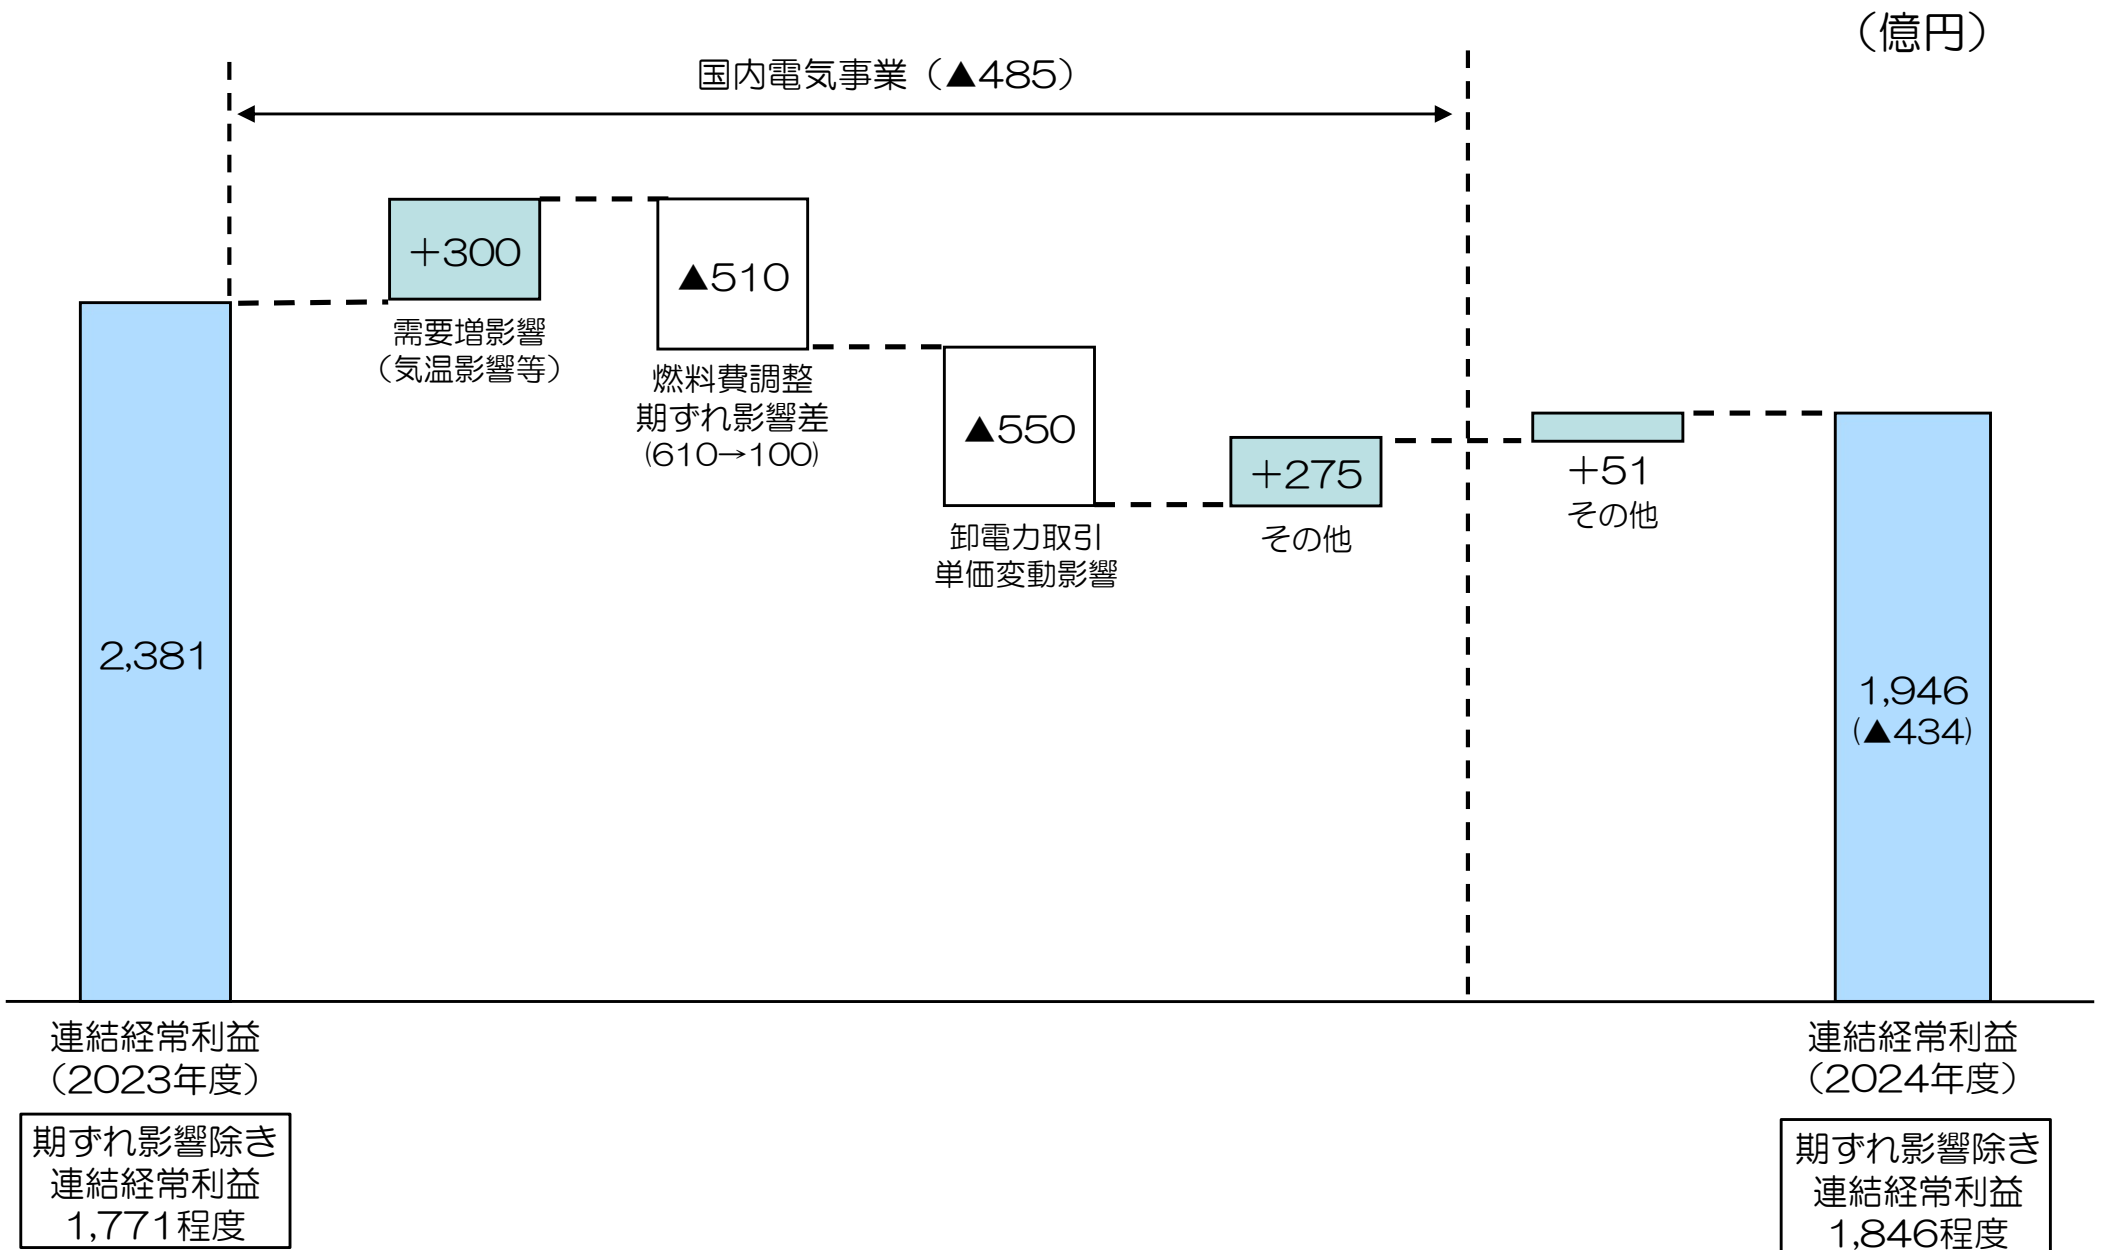 （億円）
国内電気事業（▲485）
＋300
需要増影響
（気温影響等）
▲510
燃料費調整
期ずれ影響差
(610→100)
▲550
卸電力取引
単価変動影響
＋275
その他
＋51
その他
2,381
1,946
(▲434)
連結経常利益
（2023年度）
期ずれ影響除き
連結経常利益
1,771程度
連結経常利益
（2024年度）
期ずれ影響除き
連結経常利益
1,846程度